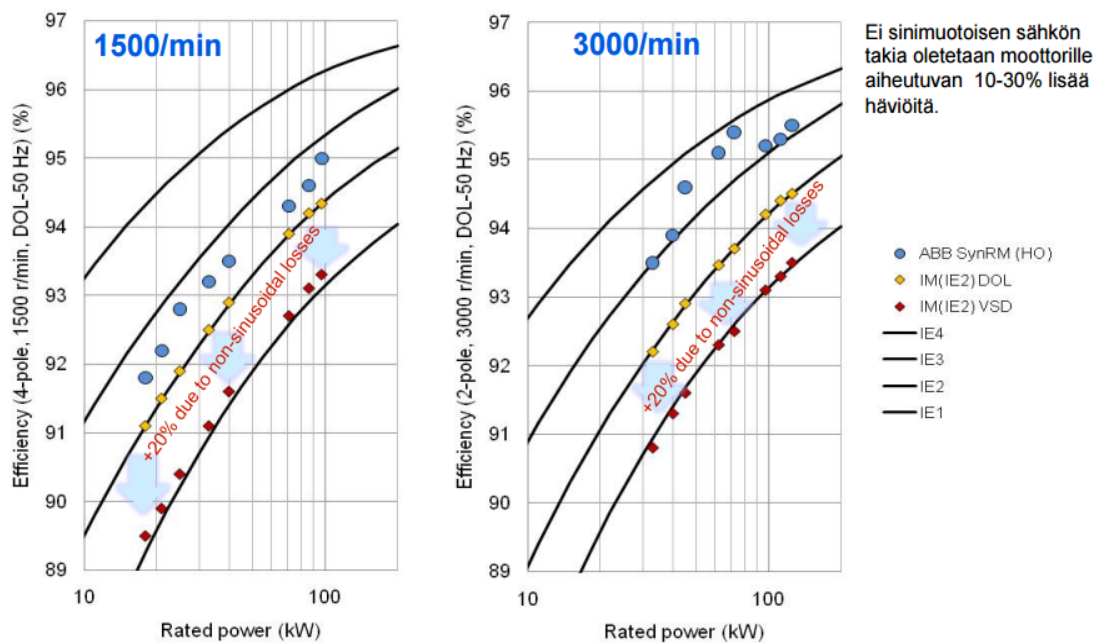 1500/min
Efficiency (4-pole, 1500 r/min, DOL-50 Hz) (%)
97
96
95
94
93
92
91
90
89
+20% due to non-sinusoidal losses
10
100
Rated power (kW)
3000/min
Efficiency (2-pole, 3000 r/min, DOL-50 Hz) (%)
97
96
95
94
93
92
91
90
89
+20% due to non-sinusoidal losses
10
100
Rated power (kW)
Ei sinimuotoisen sähkön
takia oletetaan moottorille
aiheutuvan 10-30% lisää
häviöitä.
ABB SynRM (HO)
IM(IE2) DOL
IM(IE2) VSD
IE4
IE3
IE2
IE1